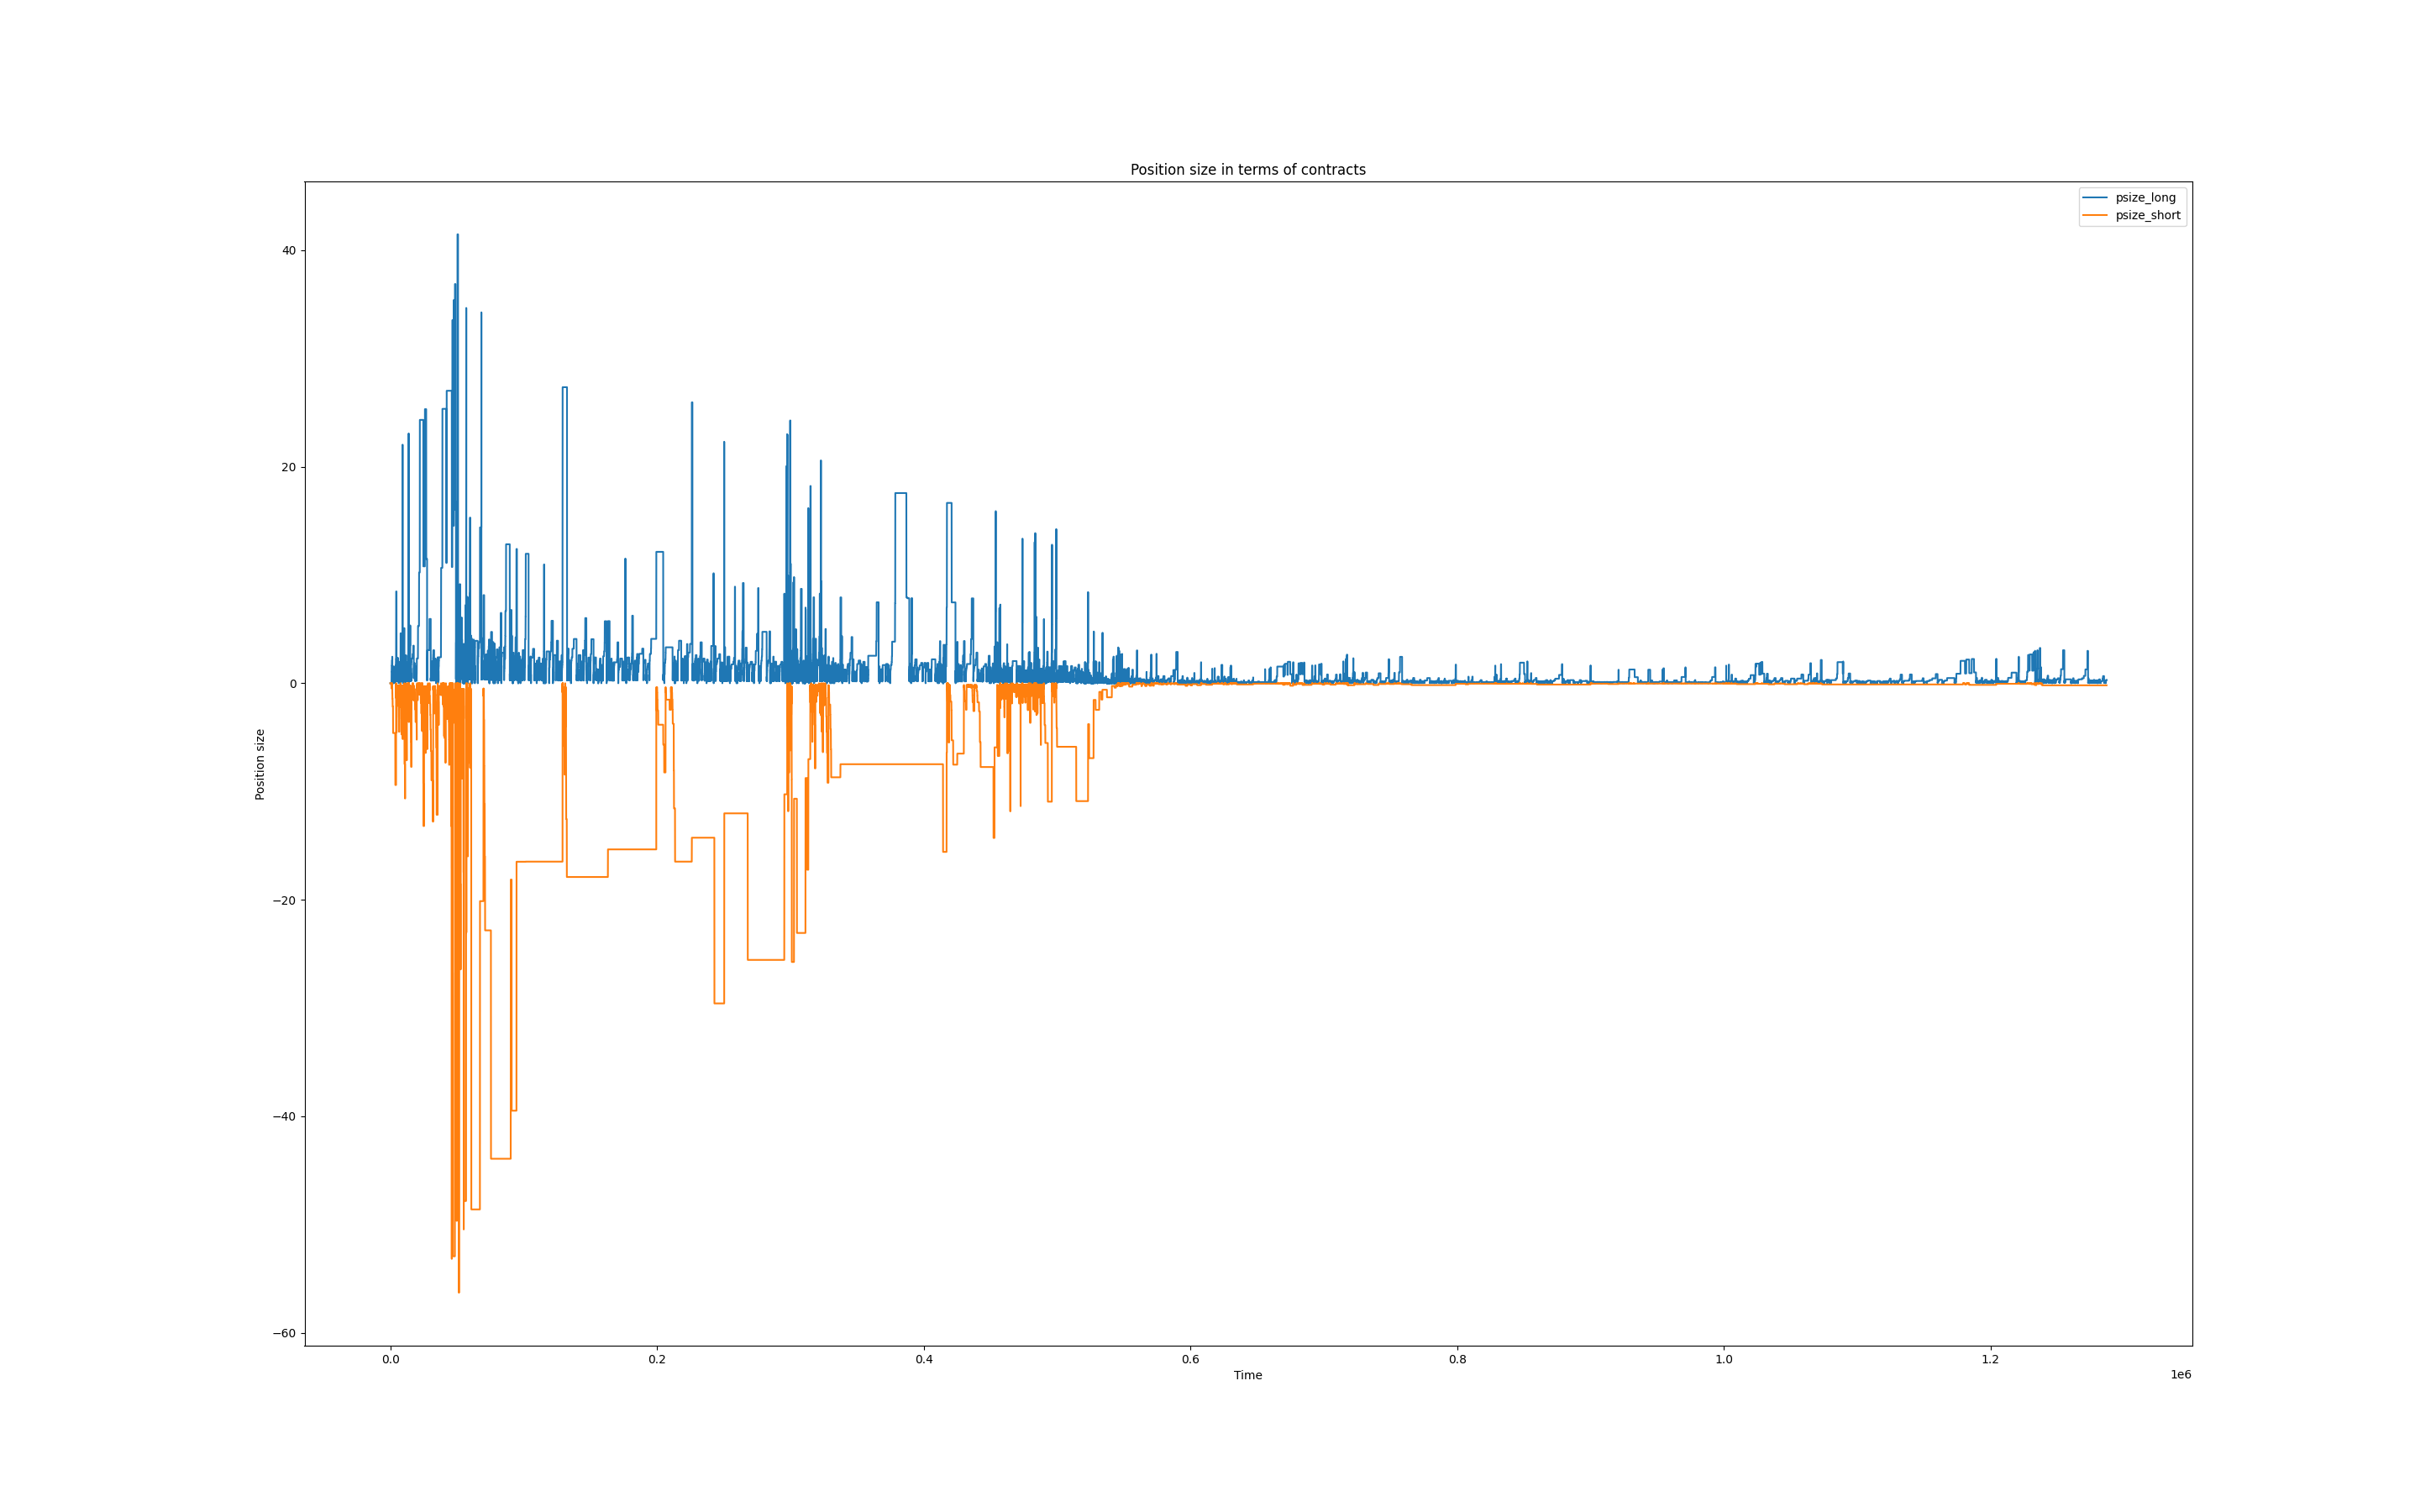 Position size in terms of contracts
psize_long
psize_short
Position size
40
20
0
−20
−40
−60
0.0
0.2
0.4
0.6
0.8
1.0
1.2
1e6
Time